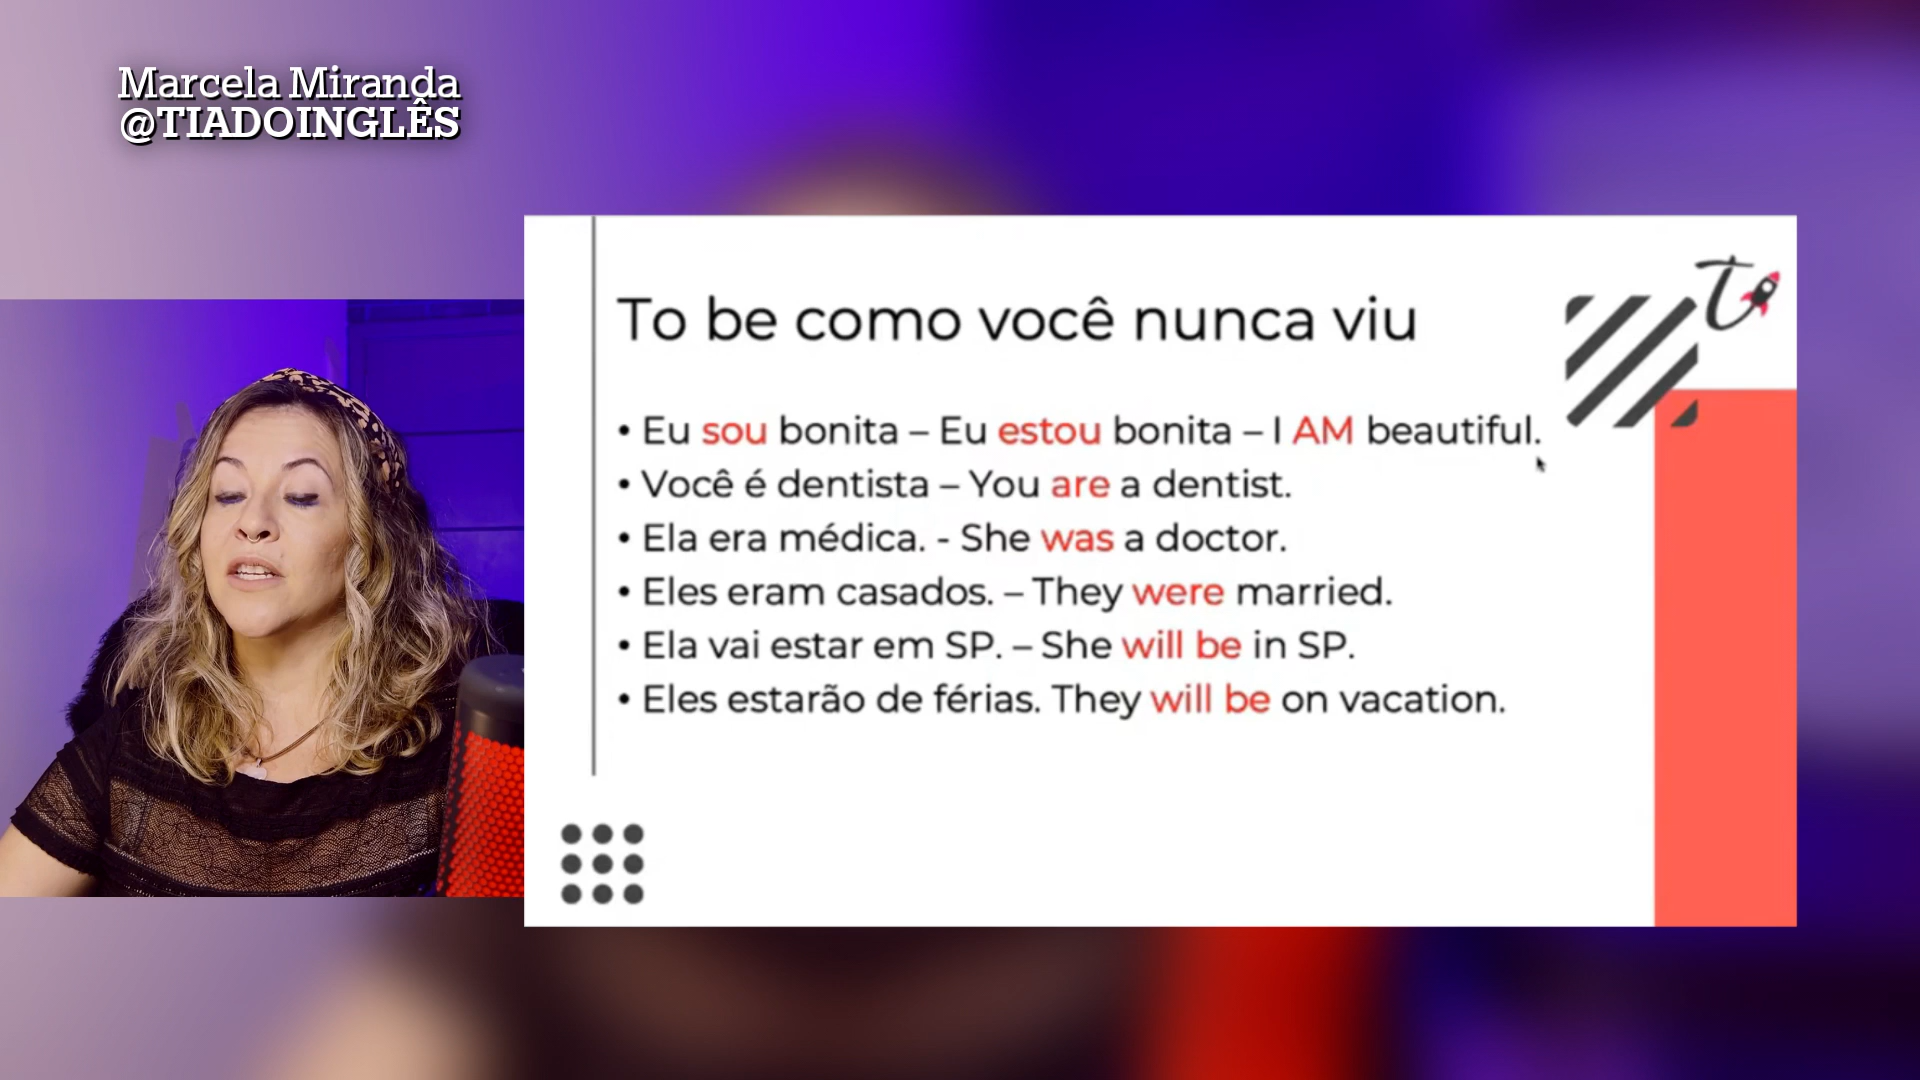 Marcela Miranda
@TIADOINGLÊS
To be como você nunca viu
• Eu sou bonita – Eu estou bonita – I AM beautiful.
• Você é dentista – You are a dentist.
• Ela era médica. - She was a doctor.
• Eles eram casados. – They were married.
• Ela vai estar em SP. – She will be in SP.
• Eles estarão de férias. They will be on vacation.